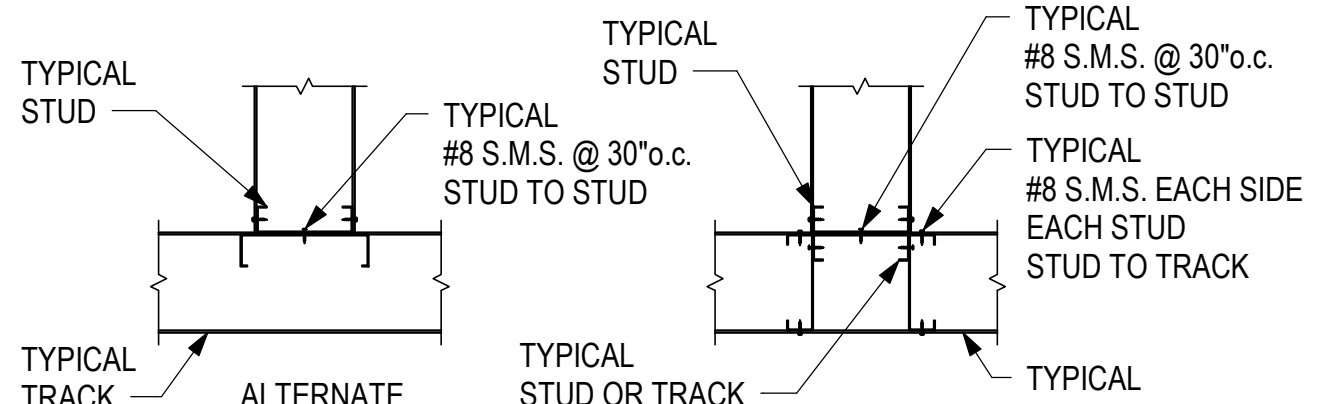 TYPICAL
STUD
TYPICAL
#8 S.M.S. @ 30"o.c.
STUD TO STUD
TYPICAL
TRACK
ALTERNATE
TYPICAL
STUD
TYPICAL
#8 S.M.S. @ 30"o.c.
STUD TO STUD
TYPICAL
#8 S.M.S. EACH SIDE
EACH STUD
STUD TO TRACK
TYPICAL
STUD OR TRACK
TYPICAL